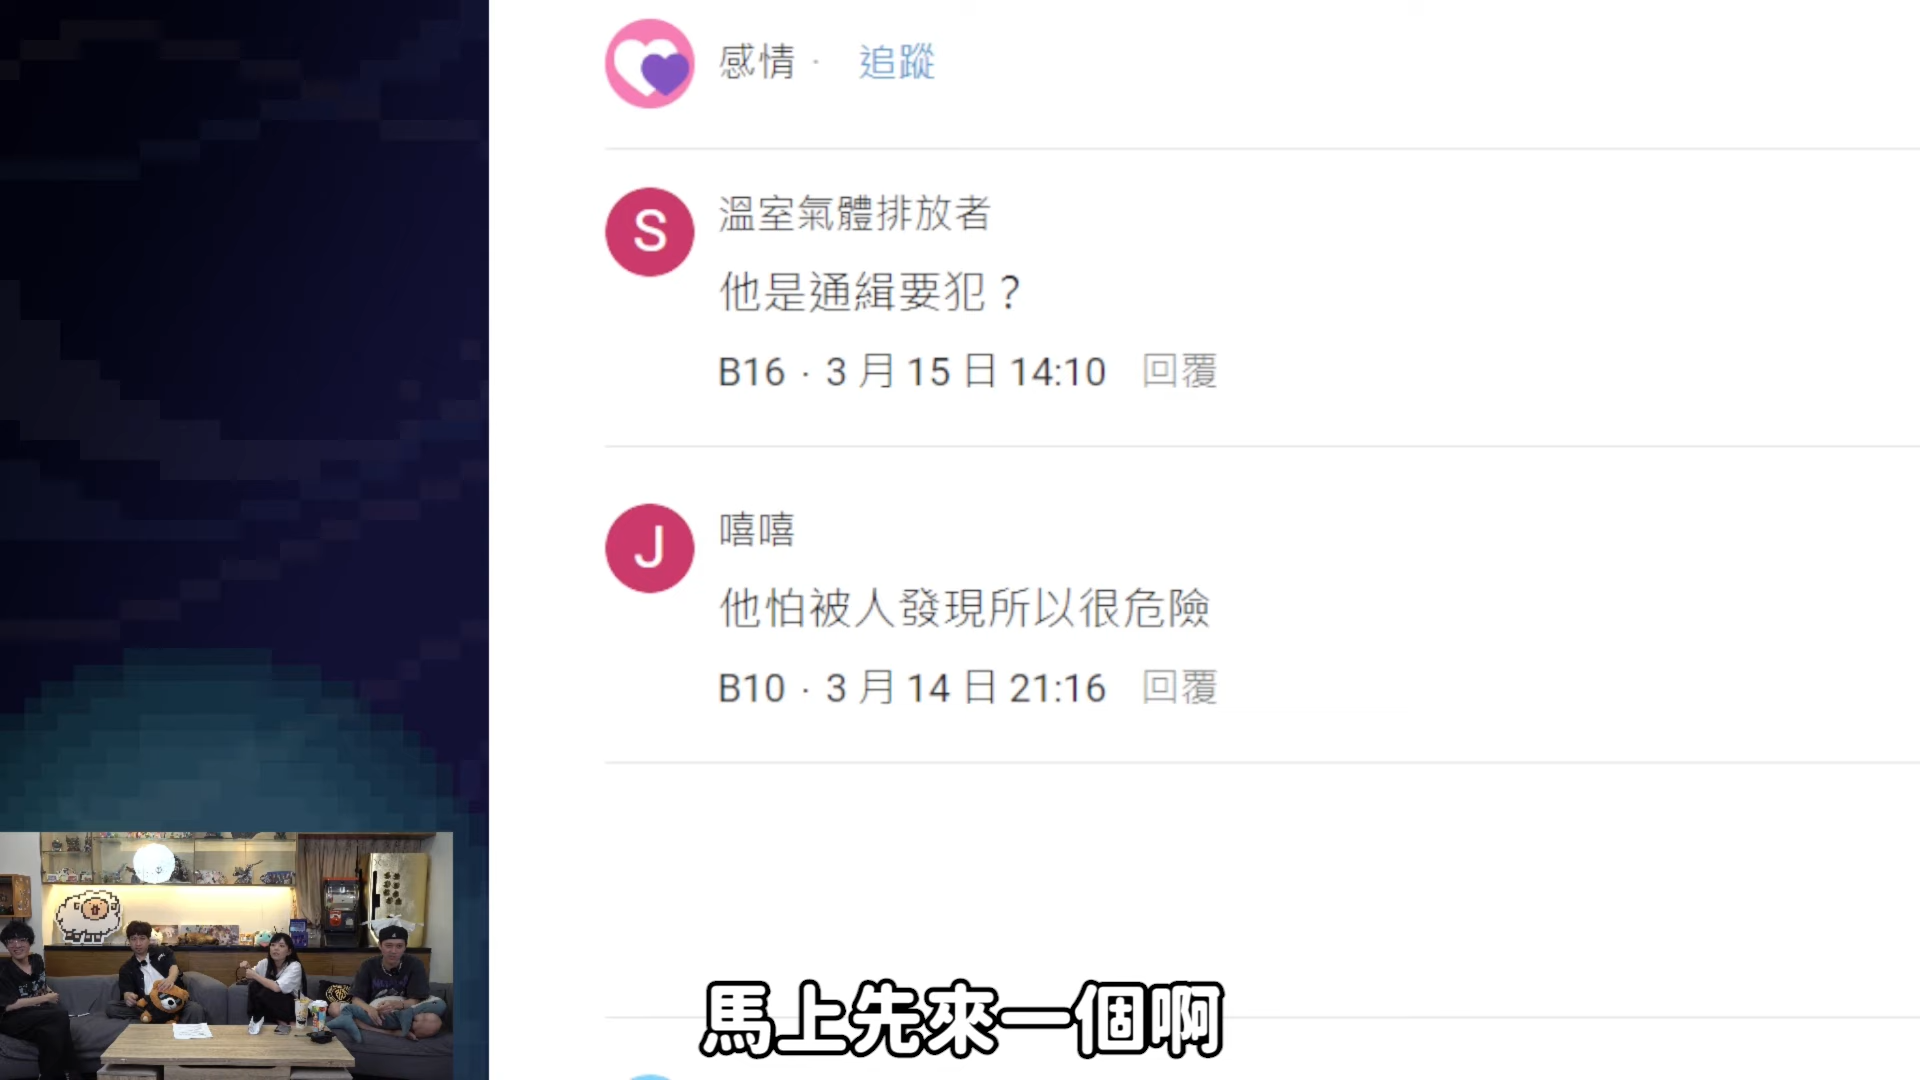 感情 · 追蹤
S
溫室氣體排放者
他是通緝要犯？
B16 · 3 月 15 日 14:10 回覆
J
嘻嘻
他怕被人發現所以很危險
B10 · 3 月 14 日 21:16 回覆
馬上先來一個啊